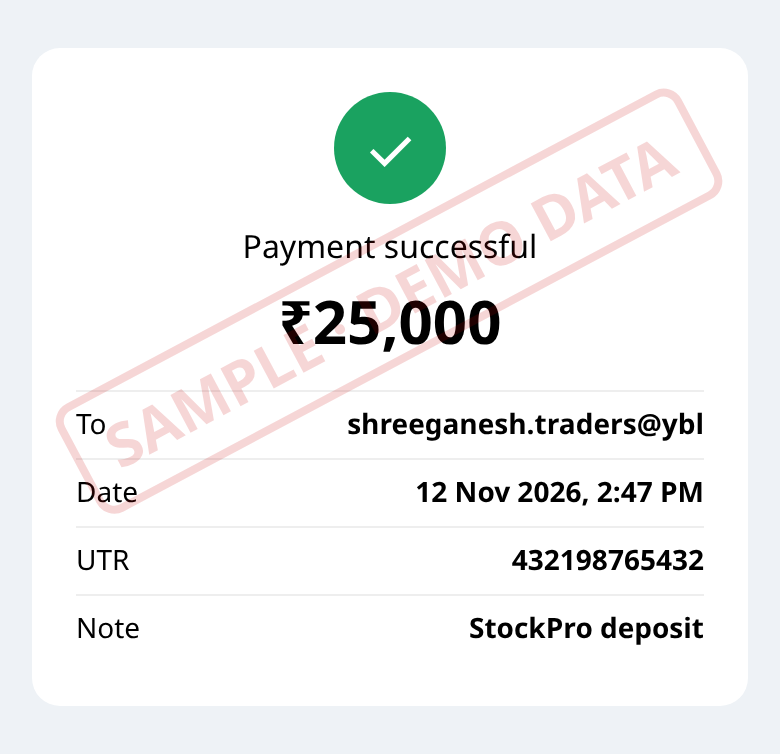 Payment successful
₹25,000
To shreeganesh.traders@ybl
Date 12 Nov 2026, 2:47 PM
UTR 432198765432
Note StockPro deposit
SAMPLE · DEMO DATA